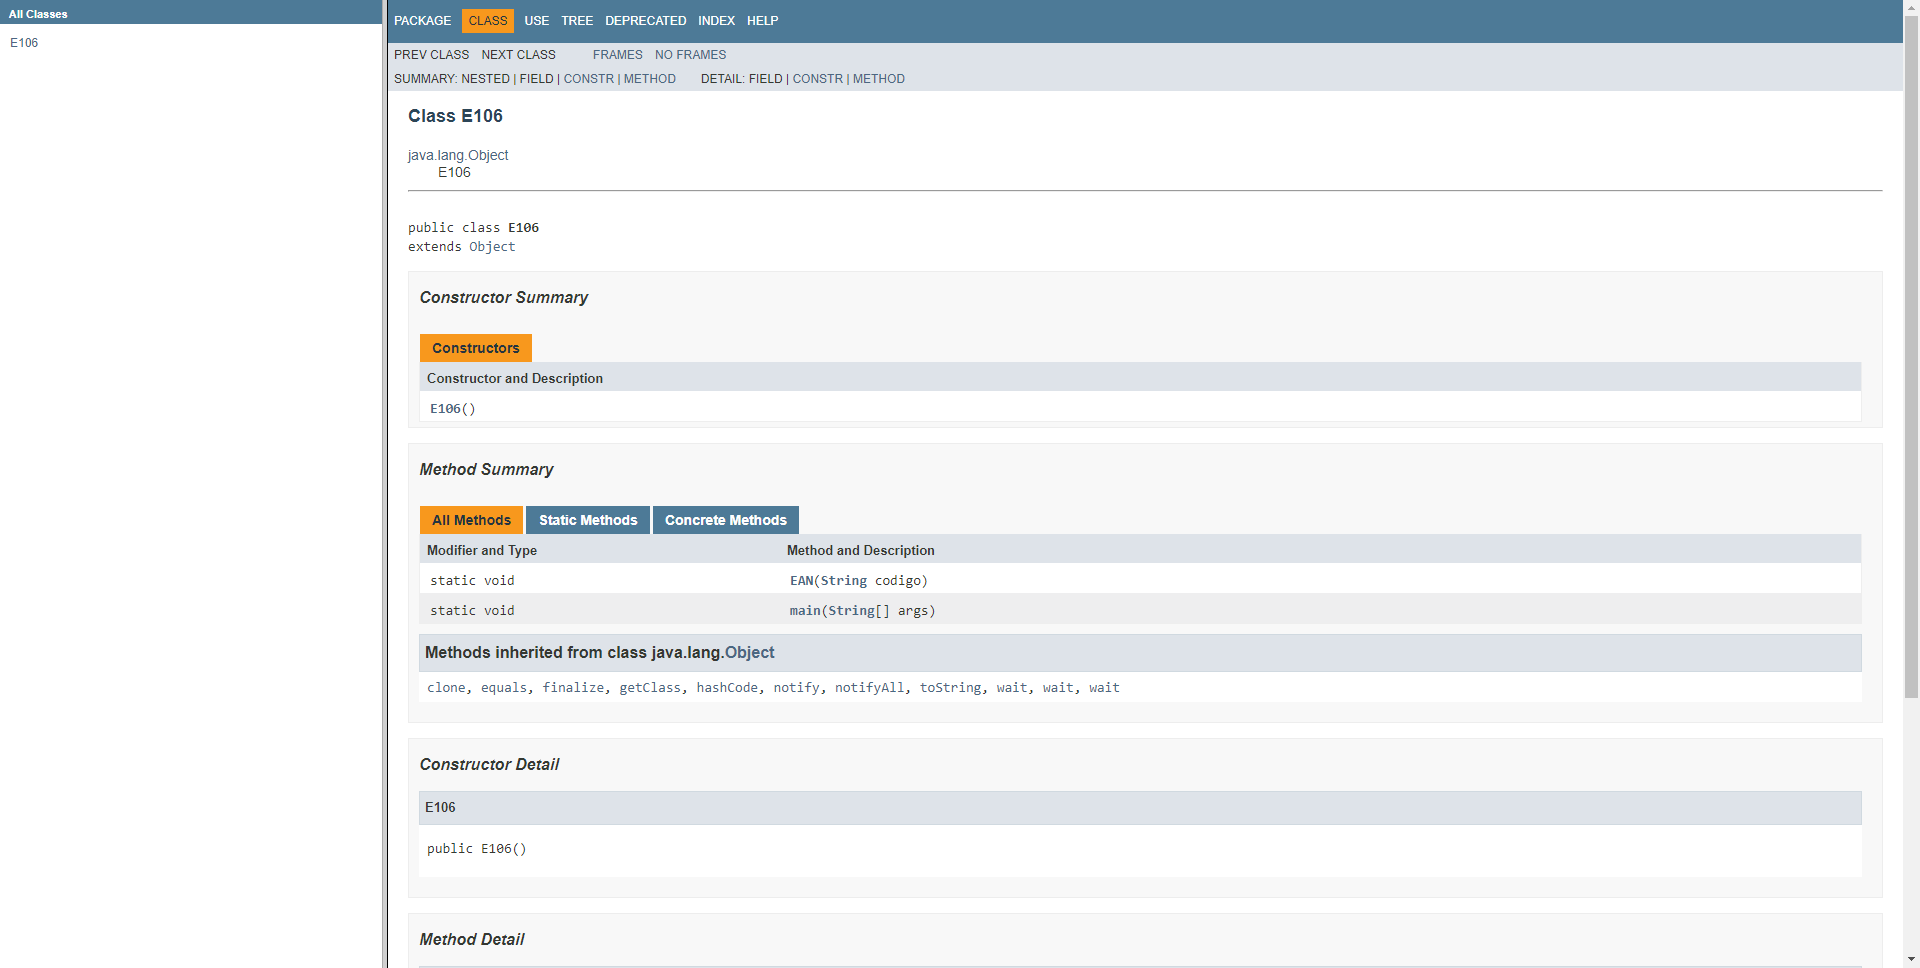 All Classes
E106
PACKAGE CLASS USE TREE DEPRECATED INDEX HELP
PREV CLASS NEXT CLASS FRAMES NO FRAMES
SUMMARY: NESTED | FIELD | CONSTR | METHOD DETAIL: FIELD | CONSTR | METHOD
Class E106
java.lang.Object
E106
public class E106
extends Object
Constructor Summary
Constructors
Constructor and Description
E106()
Method Summary
All Methods Static Methods Concrete Methods
Modifier and Type Method and Description
static void EAN(String codigo)
static void main(String[] args)
Methods inherited from class java.lang.Object
clone, equals, finalize, getClass, hashCode, notify, notifyAll, toString, wait, wait, wait
Constructor Detail
E106
public E106()
Method Detail